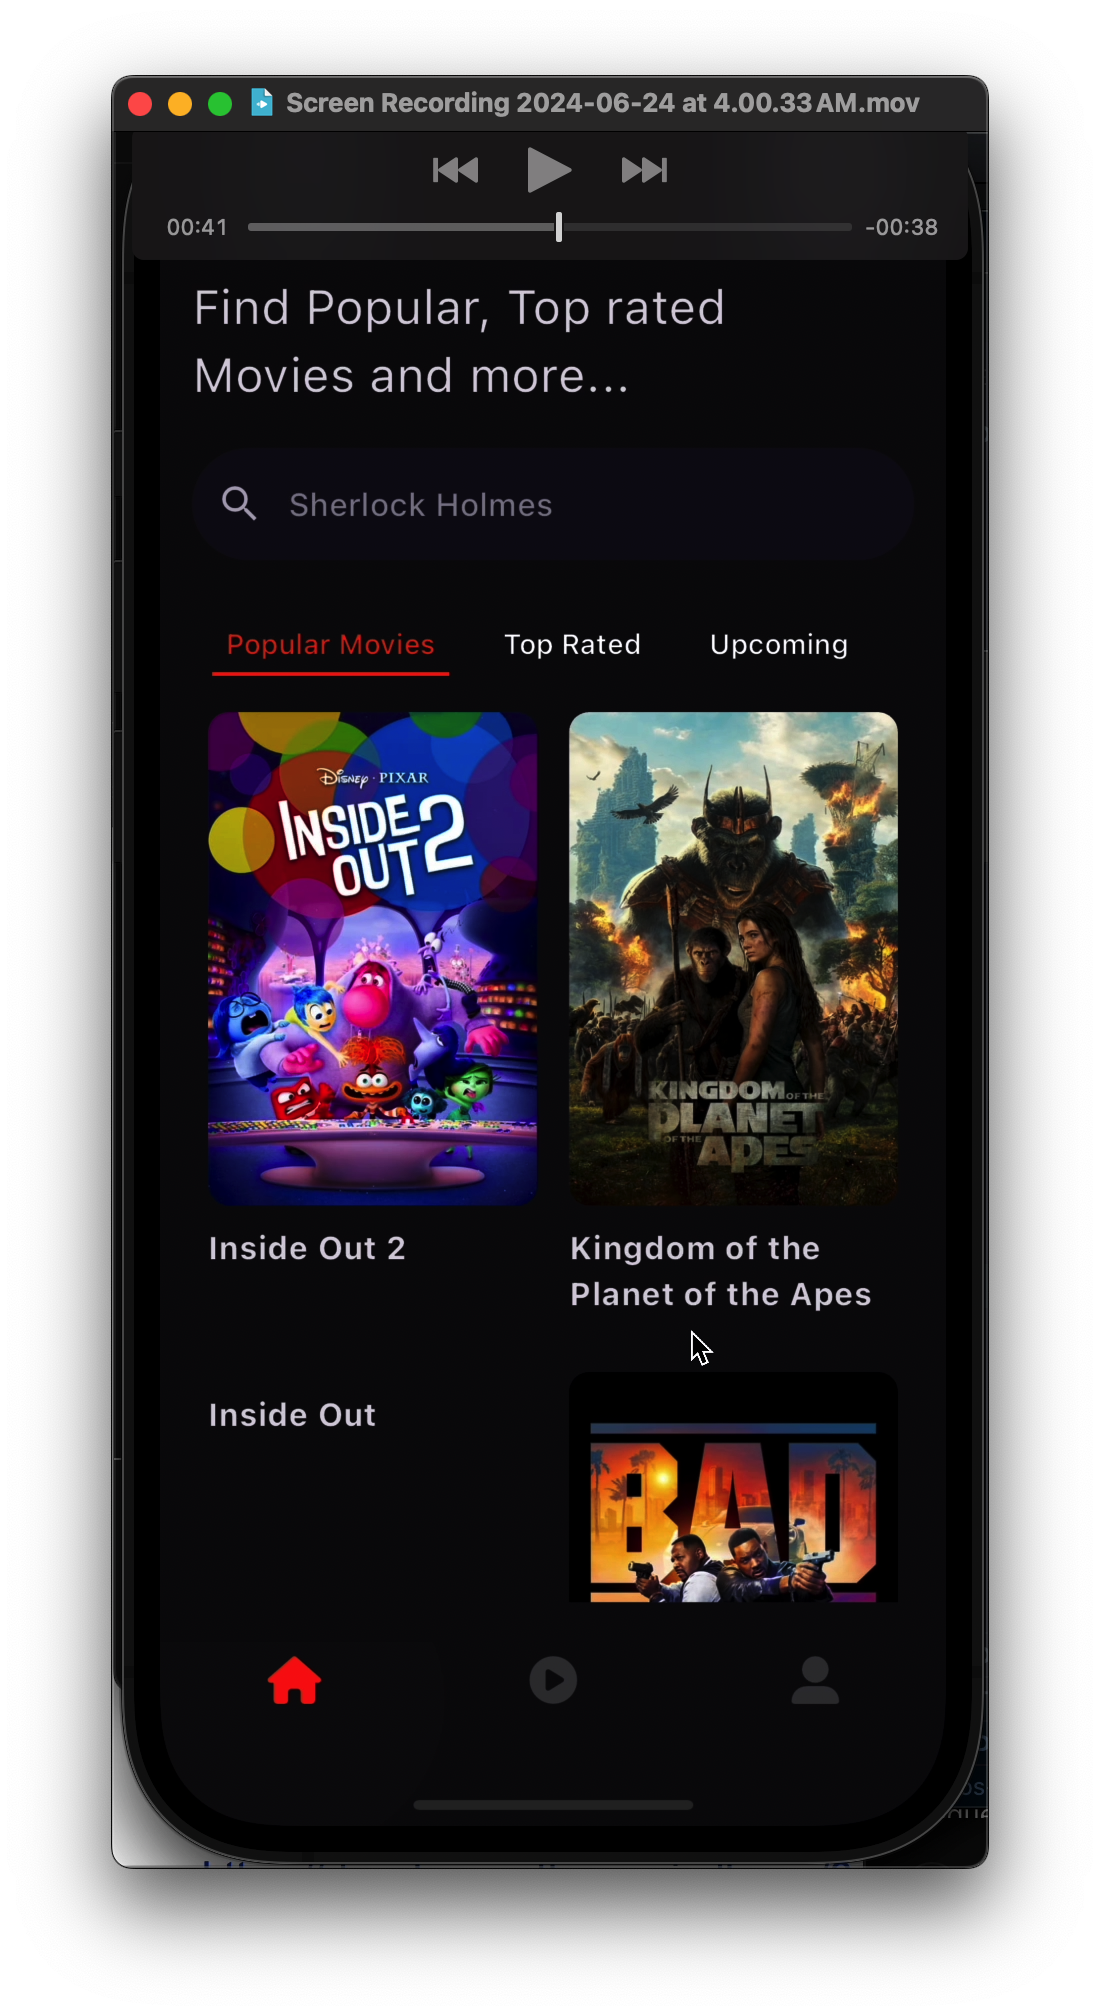 Screen Recording 2024-06-24 at 4.00.33 AM.mov
00:41
-00:38
Find Popular, Top rated
Movies and more...
Sherlock Holmes
Popular Movies
Top Rated
Upcoming
Disney · PIXAR
INSIDE
OUT 2
KINGDOM OF THE
PLANET
OF THE
APES
Inside Out 2
Kingdom of the
Planet of the Apes
Inside Out
BAD